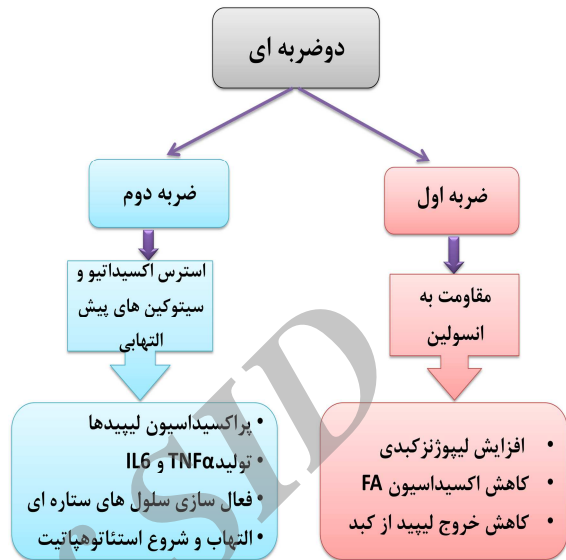 دوضربه ای
ضربه اول
مقاومت به
انسولین
• افزایش لیپوژنزکبدی
• کاهش اکسیداسیون FA
• کاهش خروج لیپید از کبد
ضربه دوم
استرس اکسیداتیو و
سیتوکین های پیش
التهابی
• پراکسیداسیون لیپیدها
• تولیدTNFα و IL6
• فعال سازی سلول های ستاره ای
• التهاب و شروع استئاتوهپاتیت
SID